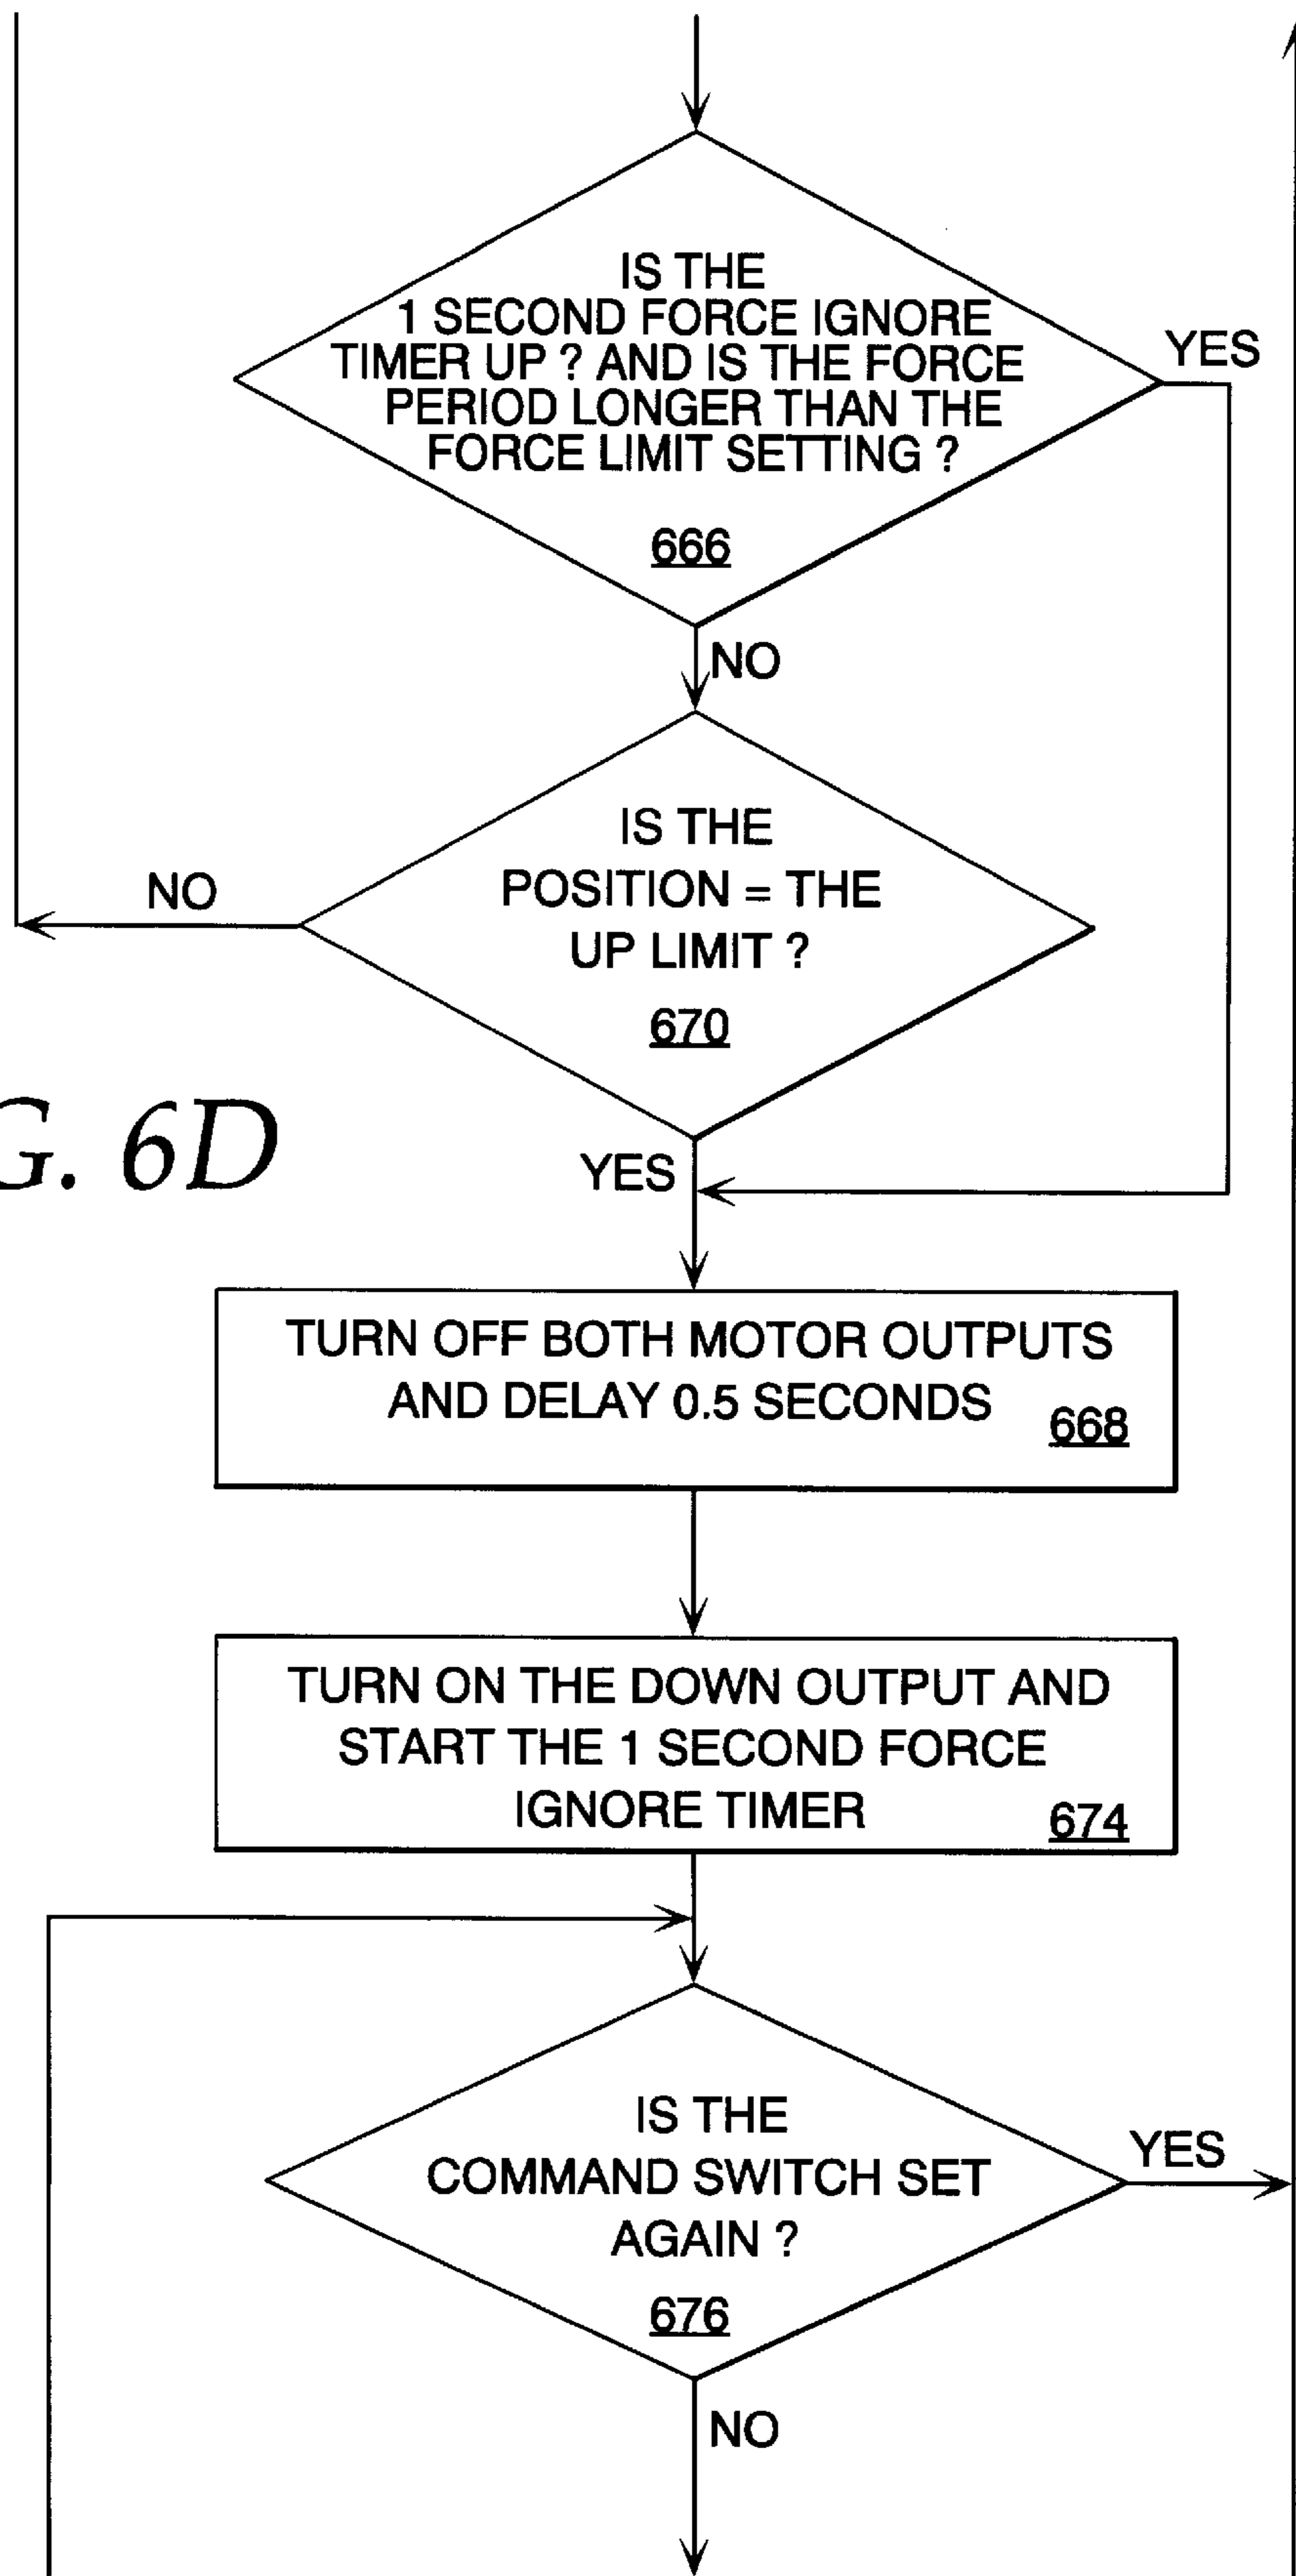 IS THE
1 SECOND FORCE IGNORE
TIMER UP ? AND IS THE FORCE
PERIOD LONGER THAN THE
FORCE LIMIT SETTING ?
666
YES
NO
IS THE
POSITION = THE
UP LIMIT ?
670
NO
YES
G. 6D
TURN OFF BOTH MOTOR OUTPUTS
AND DELAY 0.5 SECONDS
668
TURN ON THE DOWN OUTPUT AND
START THE 1 SECOND FORCE
IGNORE TIMER
674
IS THE
COMMAND SWITCH SET
AGAIN ?
676
YES
NO